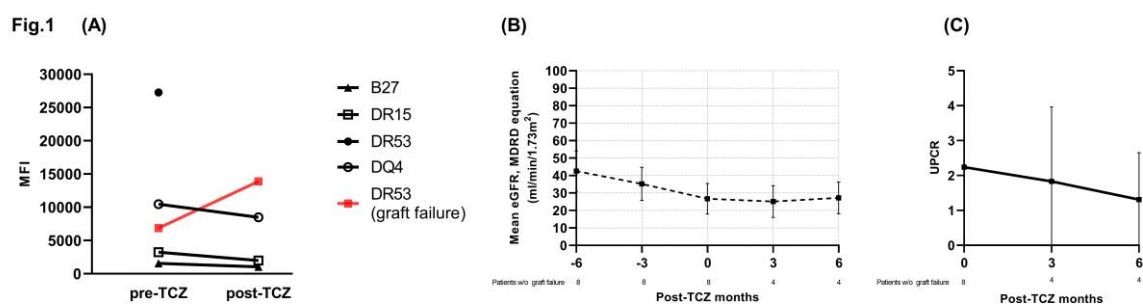 Fig.1 (A)
30000
25000
20000
15000
10000
5000
0
MFI
pre-TCZ post-TCZ
B27
DR15
DR53
DQ4
DR53
(graft failure)
(B)
Mean eGFR, MDRD equation
(ml/min/1.73m²)
100
90
80
70
60
50
40
30
20
10
0
-6 -3 0 3 6
Patients w/o graft failure 8 8 8 4 4
Post-TCZ months
(C)
UPCR
5
4
3
2
1
0
0 3 6
Patients w/o graft failure 8 4 4
Post-TCZ months